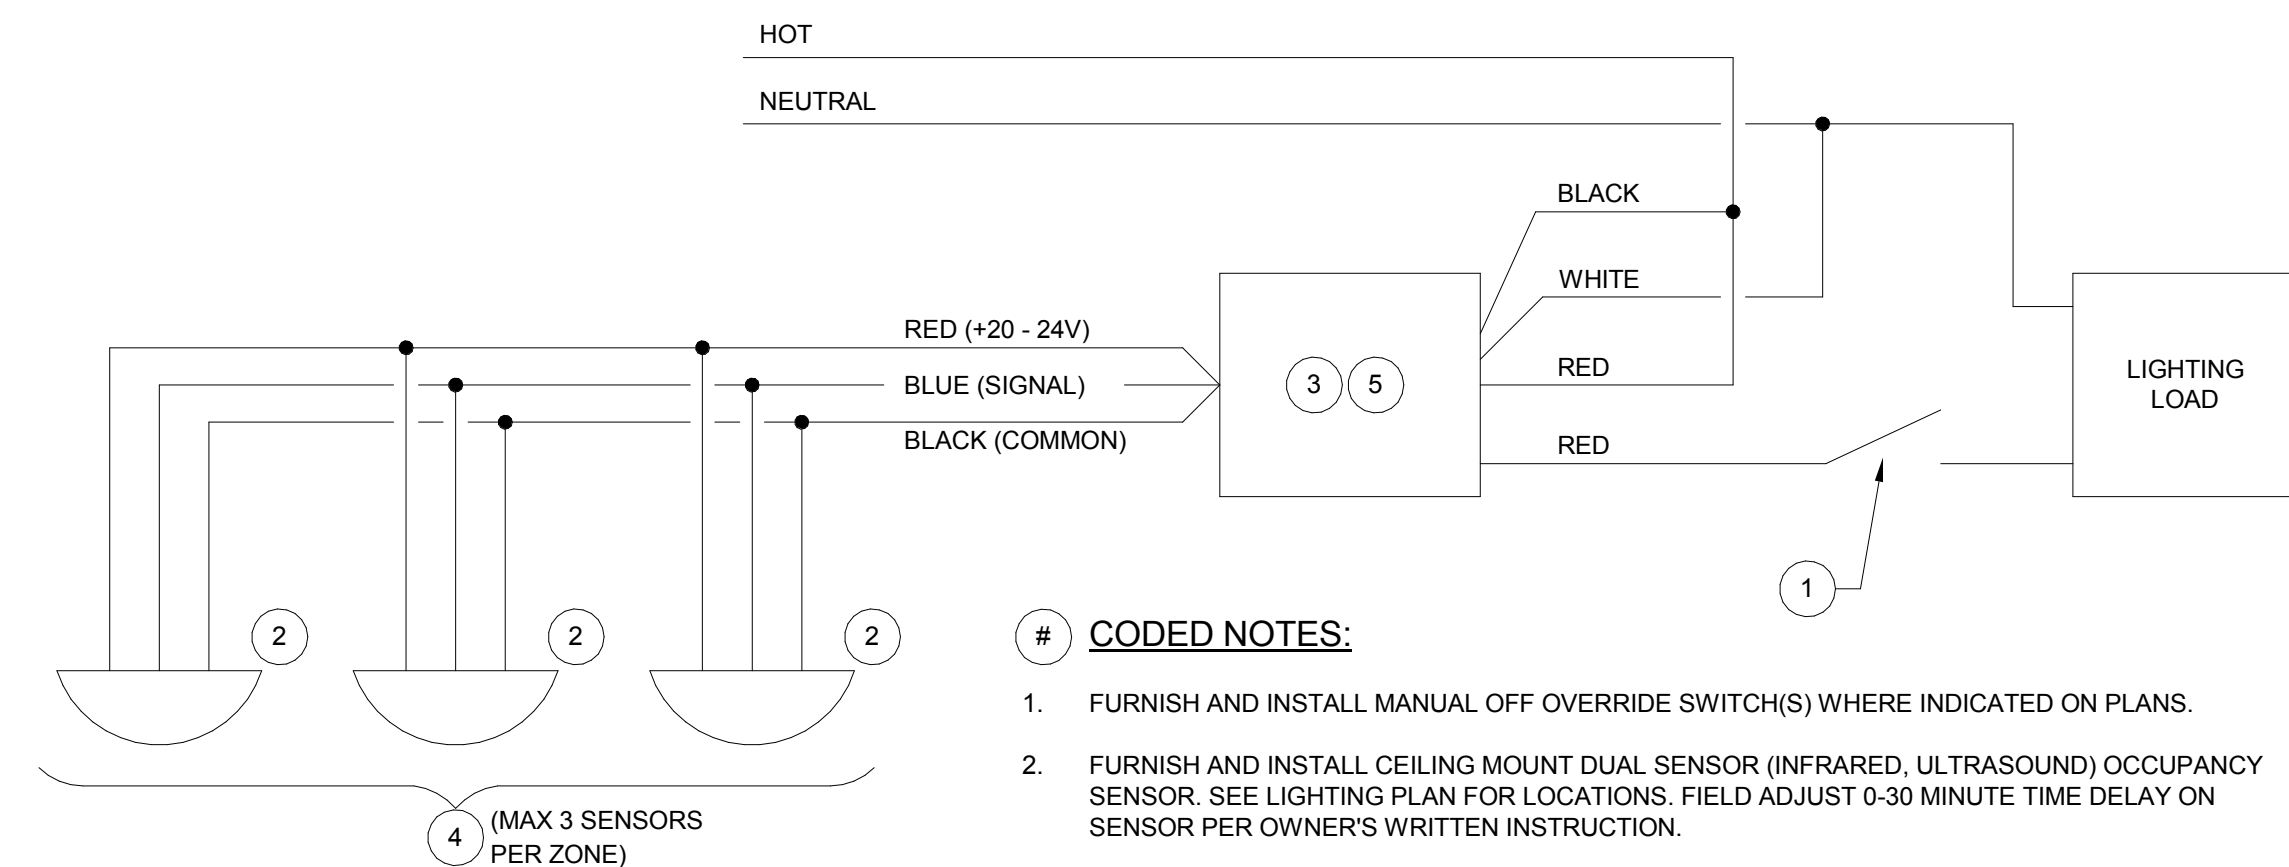 HOT
NEUTRAL
BLACK
WHITE
RED (+20 - 24V)
BLUE (SIGNAL)
BLACK (COMMON)
3 5
RED
RED
LIGHTING
LOAD
1
2 2 2
4 (MAX 3 SENSORS
PER ZONE)
# CODED NOTES:
1. FURNISH AND INSTALL MANUAL OFF OVERRIDE SWITCH(S) WHERE INDICATED ON PLANS.
2. FURNISH AND INSTALL CEILING MOUNT DUAL SENSOR (INFRARED, ULTRASOUND) OCCUPANCY
SENSOR. SEE LIGHTING PLAN FOR LOCATIONS. FIELD ADJUST 0-30 MINUTE TIME DELAY ON
SENSOR PER OWNER'S WRITTEN INSTRUCTION.